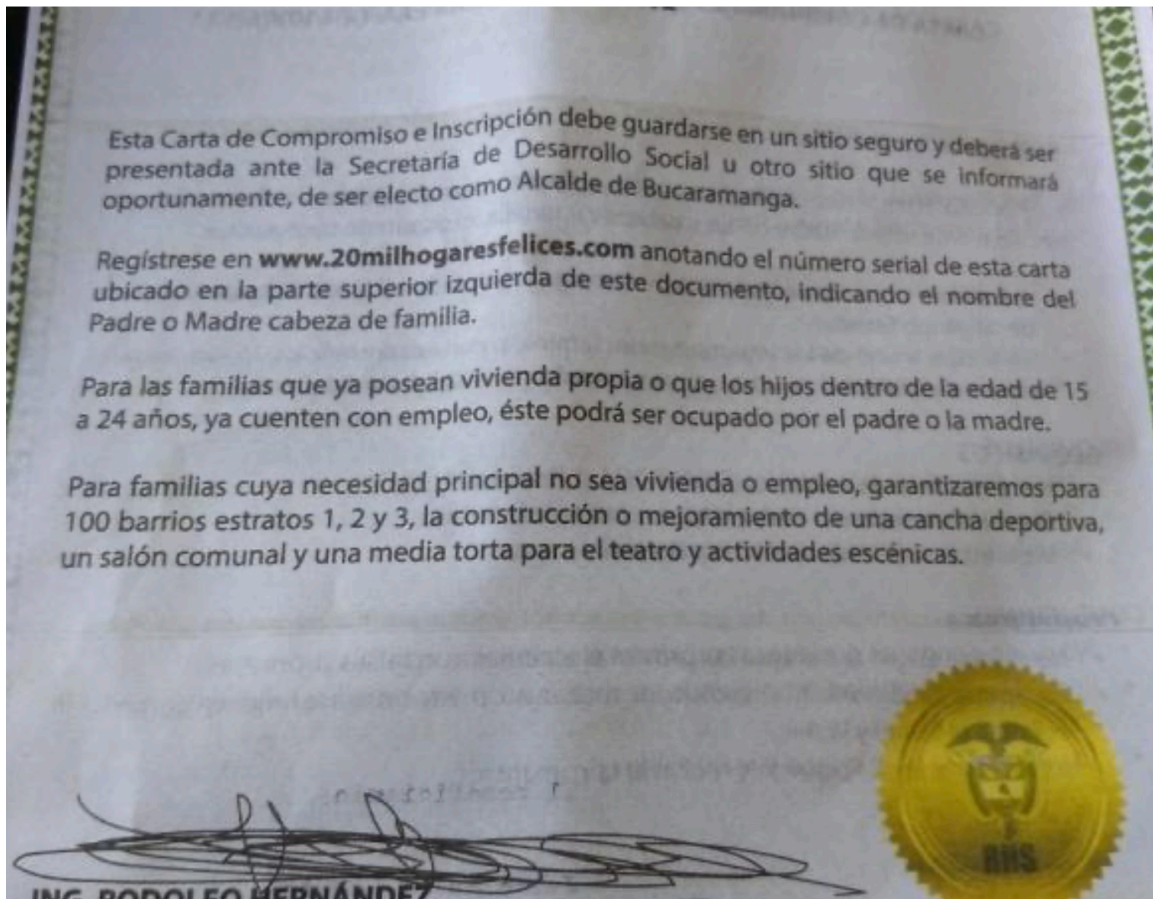 Esta Carta de Compromiso e Inscripción debe guardarse en un sitio seguro y deberá ser
presentada ante la Secretaría de Desarrollo Social u otro sitio que se informará
oportunamente, de ser electo como Alcalde de Bucaramanga.
Regístrese en www.20milhogaresfelices.com anotando el número serial de esta carta
ubicado en la parte superior izquierda de este documento, indicando el nombre del
Padre o Madre cabeza de familia.
Para las familias que ya posean vivienda propia o que los hijos dentro de la edad de 15
a 24 años, ya cuenten con empleo, éste podrá ser ocupado por el padre o la madre.
Para familias cuya necesidad principal no sea vivienda o empleo, garantizaremos para
100 barrios estratos 1, 2 y 3, la construcción o mejoramiento de una cancha deportiva,
un salón comunal y una media torta para el teatro y actividades escénicas.
RHS
ING. RODOLFO HERNÁNDEZ